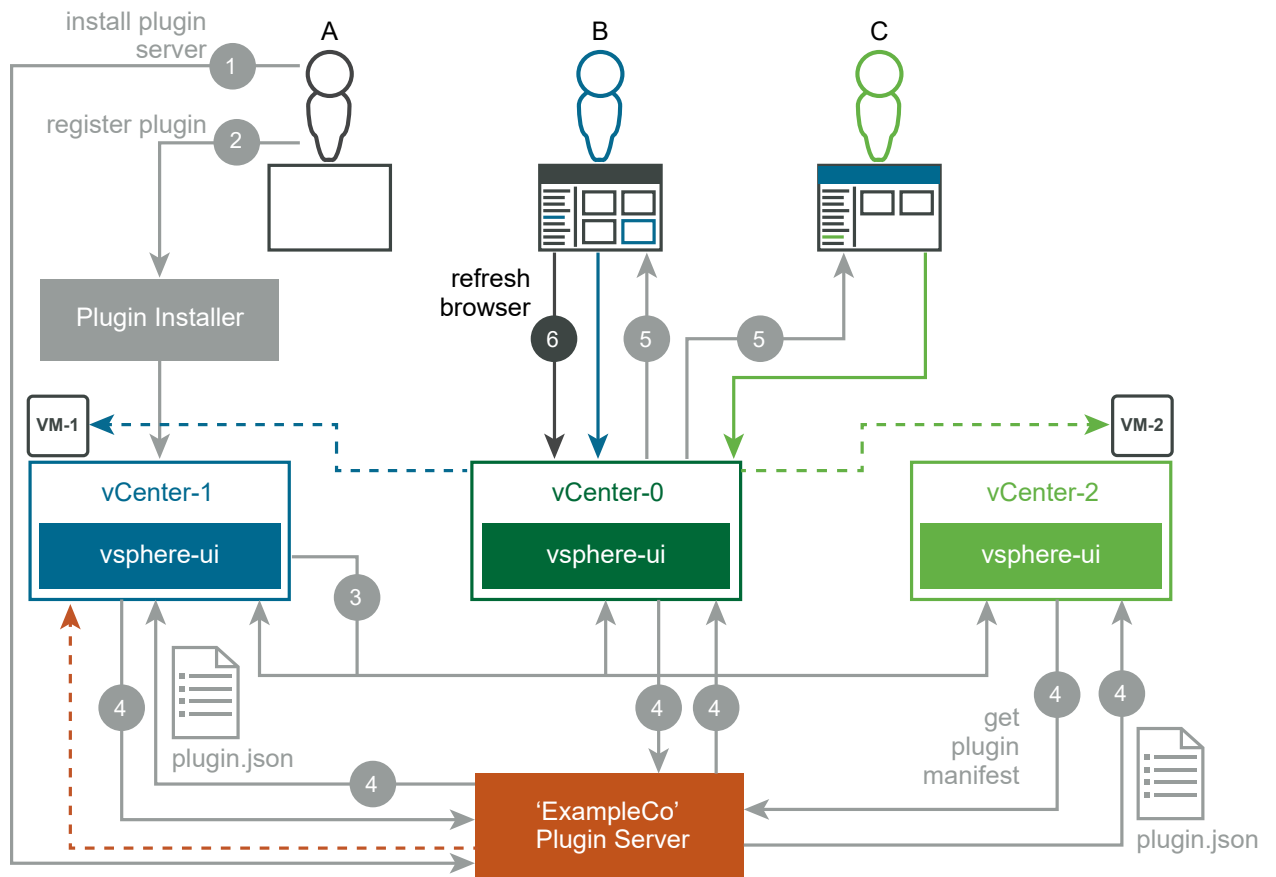 install plugin
server
1
A
B
C
register plugin
2
Plugin Installer
refresh
browser
6
5
5
VM-1
VM-2
vCenter-1
vsphere-ui
vCenter-0
vsphere-ui
vCenter-2
vsphere-ui
3
4
plugin.json
4
4
4
4
4
get
plugin
manifest
plugin.json
‘ExampleCo’
Plugin Server